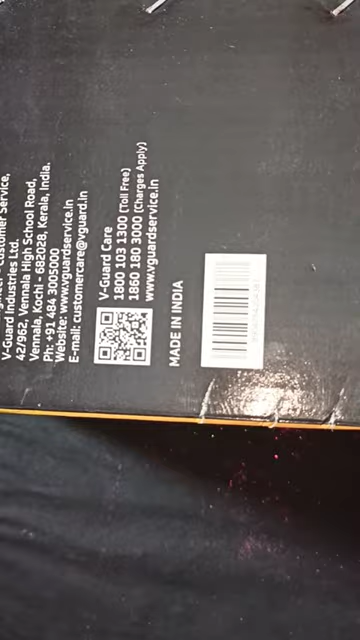 Customer Service,
V-Guard Industries Ltd.
42/962, Vennala High School Road,
Vennala, Kochi - 682028, Kerala, India.
Ph: +91 484 3005000
Website: www.vguardservice.in
E-mail: customercare@vguard.in
V-Guard Care
1800 103 1300 (Toll Free)
1860 180 3000 (Charges Apply)
www.vguardservice.in
MADE IN INDIA